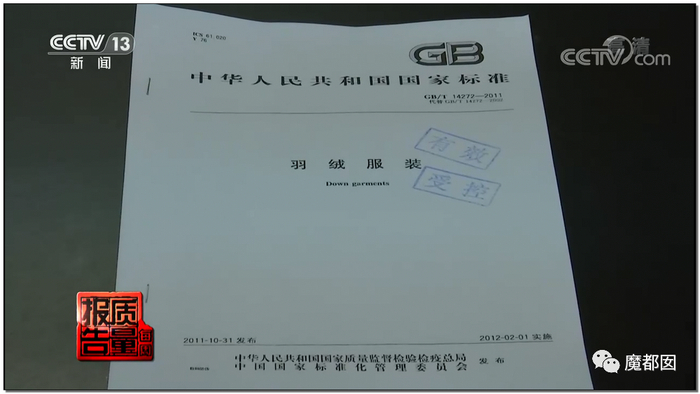 CCTV 13
新闻
CCTV.com
ICS 61.020
Y 76
GB
中华人民共和国国家标准
GB/T 14272—2011
代替 GB/T 14272—2002
有效
受控
羽绒服装
Down garments
2011-10-31 发布
2012-02-01 实施
中华人民共和国国家质量监督检验检疫总局
中国国家标准化管理委员会
发布
质量
报告
魔都囡